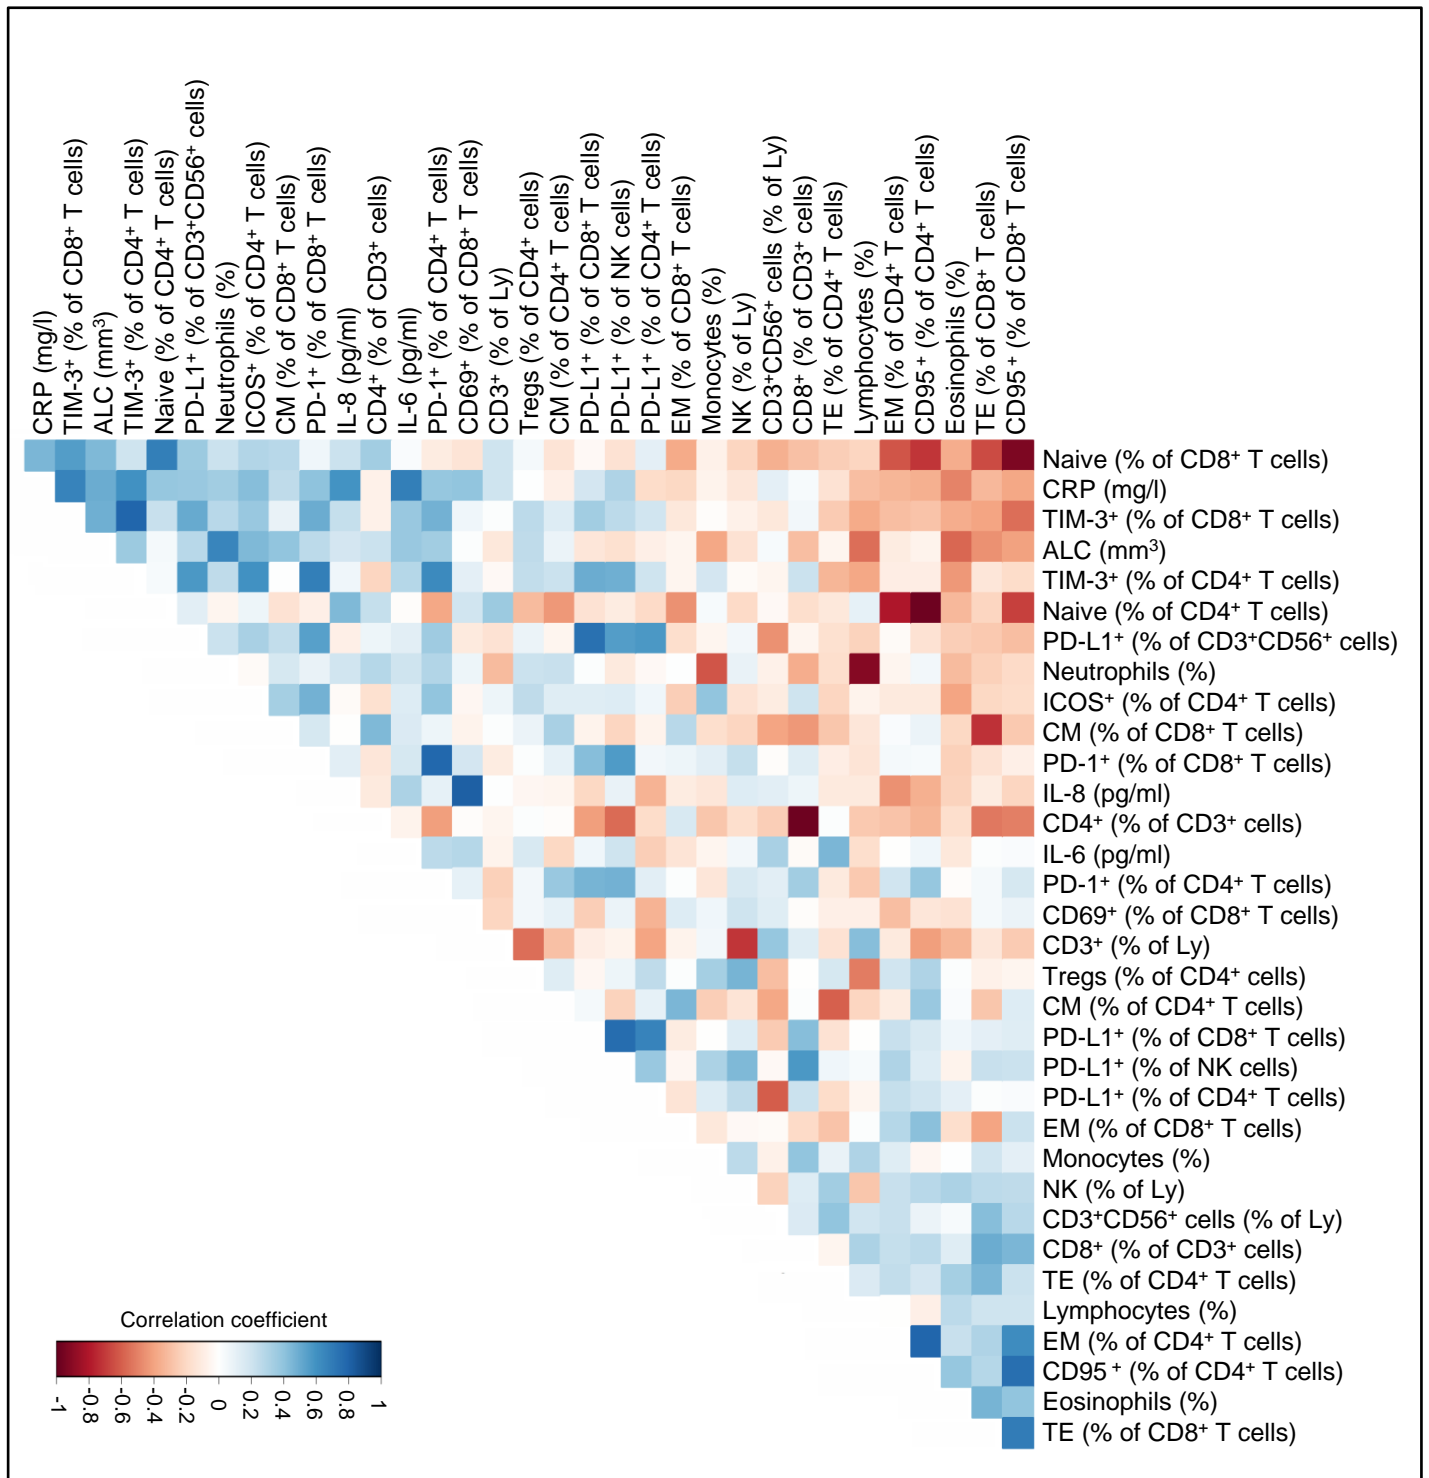 CRP (mg/l)
TIM-3⁺ (% of CD8⁺ T cells)
ALC (mm³)
TIM-3⁺ (% of CD4⁺ T cells)
Naive (% of CD4⁺ T cells)
PD-L1⁺ (% of CD3⁺CD56⁺ cells)
Neutrophils (%)
ICOS⁺ (% of CD4⁺ T cells)
CM (% of CD8⁺ T cells)
PD-1⁺ (% of CD8⁺ T cells)
IL-8 (pg/ml)
CD4⁺ (% of CD3⁺ cells)
IL-6 (pg/ml)
PD-1⁺ (% of CD4⁺ T cells)
CD69⁺ (% of CD8⁺ T cells)
CD3⁺ (% of Ly)
Tregs (% of CD4⁺ cells)
CM (% of CD4⁺ T cells)
PD-L1⁺ (% of CD8⁺ T cells)
PD-L1⁺ (% of NK cells)
PD-L1⁺ (% of CD4⁺ T cells)
EM (% of CD8⁺ T cells)
Monocytes (%)
NK (% of Ly)
CD3⁺CD56⁺ cells (% of Ly)
CD8⁺ (% of CD3⁺ cells)
TE (% of CD4⁺ T cells)
Lymphocytes (%)
EM (% of CD4⁺ T cells)
CD95⁺ (% of CD4⁺ T cells)
Eosinophils (%)
TE (% of CD8⁺ T cells)
CD95⁺ (% of CD8⁺ T cells)
Naive (% of CD8⁺ T cells)
CRP (mg/l)
TIM-3⁺ (% of CD8⁺ T cells)
ALC (mm³)
TIM-3⁺ (% of CD4⁺ T cells)
Naive (% of CD4⁺ T cells)
PD-L1⁺ (% of CD3⁺CD56⁺ cells)
Neutrophils (%)
ICOS⁺ (% of CD4⁺ T cells)
CM (% of CD8⁺ T cells)
PD-1⁺ (% of CD8⁺ T cells)
IL-8 (pg/ml)
CD4⁺ (% of CD3⁺ cells)
IL-6 (pg/ml)
PD-1⁺ (% of CD4⁺ T cells)
CD69⁺ (% of CD8⁺ T cells)
CD3⁺ (% of Ly)
Tregs (% of CD4⁺ cells)
CM (% of CD4⁺ T cells)
PD-L1⁺ (% of CD8⁺ T cells)
PD-L1⁺ (% of NK cells)
PD-L1⁺ (% of CD4⁺ T cells)
EM (% of CD8⁺ T cells)
Monocytes (%)
NK (% of Ly)
CD3⁺CD56⁺ cells (% of Ly)
CD8⁺ (% of CD3⁺ cells)
TE (% of CD4⁺ T cells)
Lymphocytes (%)
EM (% of CD4⁺ T cells)
CD95⁺ (% of CD4⁺ T cells)
Eosinophils (%)
TE (% of CD8⁺ T cells)
Correlation coefficient
-1 -0.8 -0.6 -0.4 -0.2 0 0.2 0.4 0.6 0.8 1